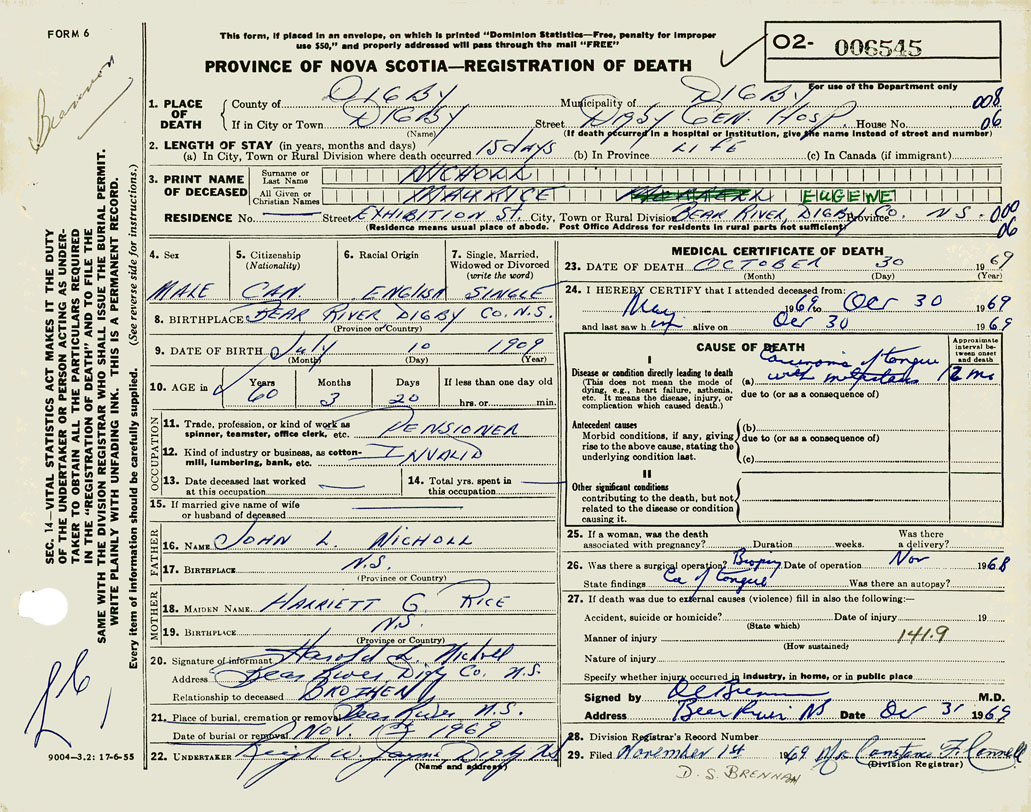 FORM 6
This form, if placed in an envelope, on which is printed "Dominion Statistics—Free, penalty for improper
use $50," and properly addressed will pass through the mail "FREE"
O2- 006545
PROVINCE OF NOVA SCOTIA—REGISTRATION OF DEATH
For use of the Department only
1. PLACE OF DEATH
County of DIGBY Municipality of DIGBY 008
If in City or Town DIGBY Street DIGBY GEN. HOSP. House No. 06
(Name) (If death occurred in a hospital or Institution, give the name instead of street and number)
2. LENGTH OF STAY (in years, months and days)
(a) In City, Town or Rural Division where death occurred 15 days (b) In Province LIFE (c) In Canada (if immigrant)
3. PRINT NAME OF DECEASED
Surname or Last Name NICHOLL
All Given or Christian Names MAURICE EUGENE
RESIDENCE No. Street EXHIBITION ST. City, Town or Rural Division BEAR RIVER, DIGBY CO. Province N.S. 000
(Residence means usual place of abode. Post Office Address for residents in rural parts not sufficient) 06
4. Sex MALE
5. Citizenship (Nationality) CAN.
6. Racial Origin ENGLISH
7. Single, Married, Widowed or Divorced (write the word) SINGLE
8. BIRTHPLACE BEAR RIVER DIGBY CO. N.S.
(Province or Country)
9. DATE OF BIRTH July 10 1909
(Month) (Day) (Year)
10. AGE in Years 60 Months 3 Days 20 If less than one day old hrs. or min.
OCCUPATION
11. Trade, profession, or kind of work as spinner, teamster, office clerk, etc. PENSIONER
12. Kind of industry or business, as cotton-mill, lumbering, bank, etc. INVALID
13. Date deceased last worked at this occupation
14. Total yrs. spent in this occupation
15. If married give name of wife or husband of deceased
FATHER
16. NAME JOHN L. NICHOLL
17. BIRTHPLACE N.S.
(Province or Country)
MOTHER
18. MAIDEN NAME HARRIETT G. RICE
19. BIRTHPLACE N.S.
(Province or Country)
20. Signature of informant Harold L. Nicholl
Address Bear River Digby Co. N.S.
Relationship to deceased BROTHER
21. Place of burial, cremation or removal Bear River N.S.
Date of burial or removal NOV. 1st 1969
22. UNDERTAKER W. Digby N.S.
(Name and address)
MEDICAL CERTIFICATE OF DEATH
23. DATE OF DEATH OCTOBER 30 1969
(Month) (Day) (Year)
24. I HEREBY CERTIFY that I attended deceased from:
May 1969 to Oct 30 1969
and last saw him alive on Oct 30 1969
CAUSE OF DEATH
Approximate interval between onset and death
I
Disease or condition directly leading to death
(This does not mean the mode of dying, e.g., heart failure, asthenia, etc. It means the disease, injury, or complication which caused death.)
(a) Carcinoma of tongue with metastasis 12 mo
due to (or as a consequence of)
Antecedent causes
Morbid conditions, if any, giving rise to the above cause, stating the underlying condition last.
(b)
due to (or as a consequence of)
(c)
II
Other significant conditions
contributing to the death, but not related to the disease or condition causing it.
25. If a woman, was the death associated with pregnancy? Duration weeks. Was there a delivery?
26. Was there a surgical operation? Biopsy Date of operation Nov 1968
State findings Ca of tongue Was there an autopsy?
27. If death was due to external causes (violence) fill in also the following:—
Accident, suicide or homicide? Date of injury 19
(State which)
Manner of injury 141.9
(How sustained)
Nature of injury
Specify whether injury occurred in industry, in home, or in public place
Signed by D S Brennan M.D.
Address Bear River NS Date Oct 31 1969
28. Division Registrar's Record Number
29. Filed November 1st 1969 Mrs Constance F. Connell
(Division Registrar)
D. S. BRENNAN
9004—3.2: 17-6-55
SEC. 14—VITAL STATISTICS ACT MAKES IT THE DUTY
OF THE UNDERTAKER OR PERSON ACTING AS UNDER-
TAKER TO OBTAIN ALL THE PARTICULARS REQUIRED
IN THE "REGISTRATION OF DEATH" AND TO FILE THE
SAME WITH THE DIVISION REGISTRAR WHO SHALL ISSUE THE BURIAL PERMIT.
WRITE PLAINLY WITH UNFADING INK. THIS IS A PERMANENT RECORD.
Every item of information should be carefully supplied. (See reverse side for instructions.)